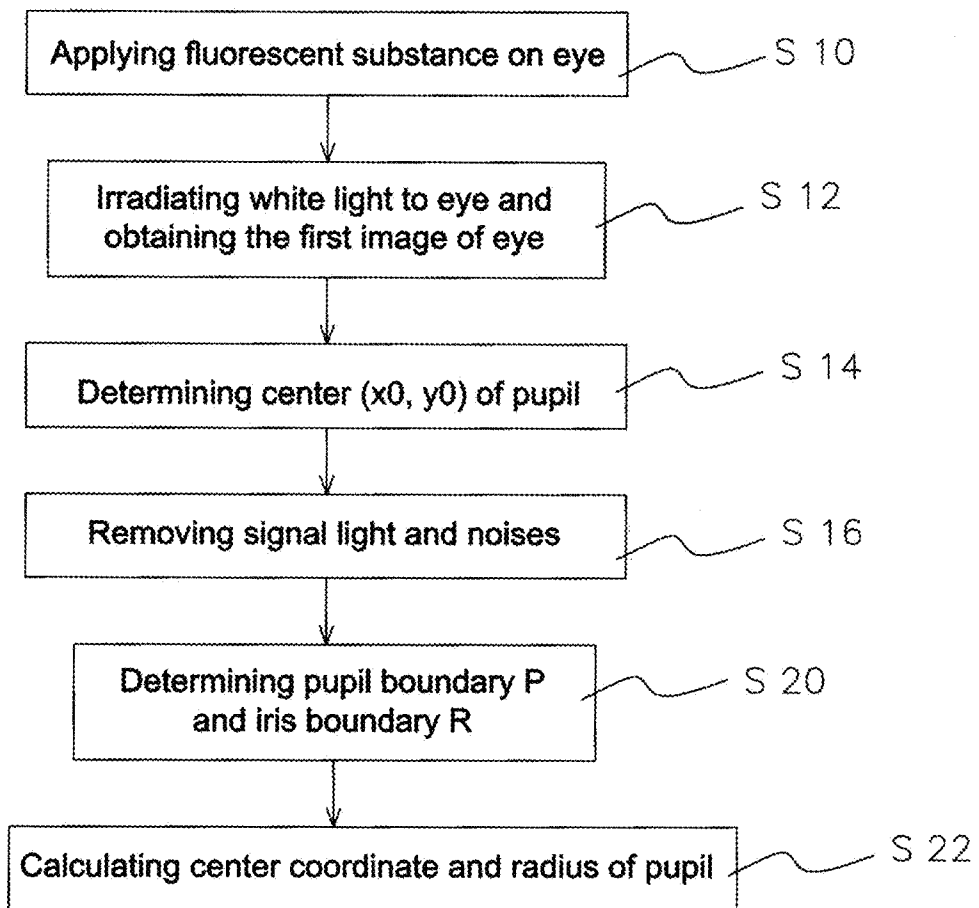 Applying fluorescent substance on eye
S 10
Irradiating white light to eye and
obtaining the first image of eye
S 12
Determining center (x0, y0) of pupil
S 14
Removing signal light and noises
S 16
Determining pupil boundary P
and iris boundary R
S 20
Calculating center coordinate and radius of pupil
S 22